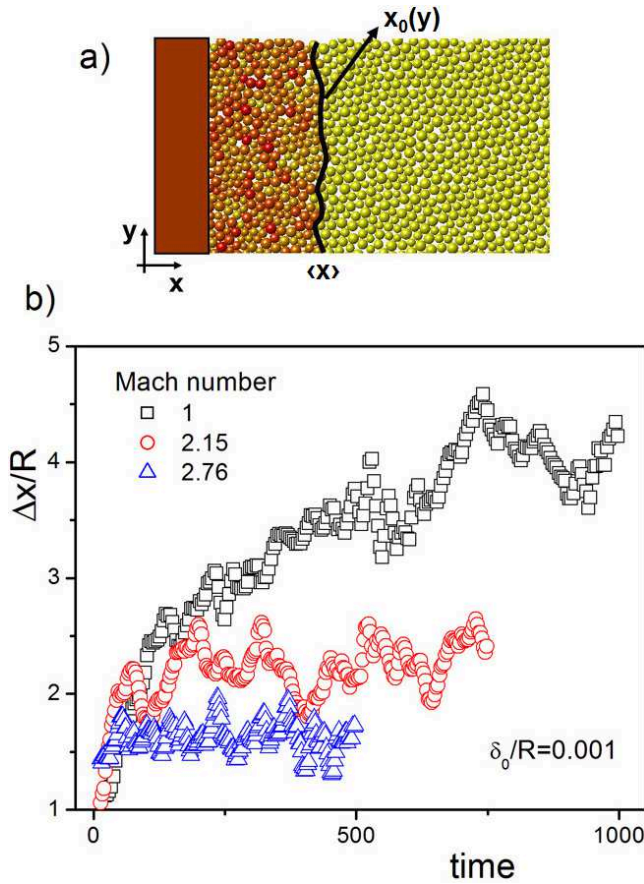 a)
x₀(y)
y
x
‹x›
b)
5
4
3
2
1
Δx/R
Mach number
1
2.15
2.76
δ₀/R=0.001
0
500
1000
time